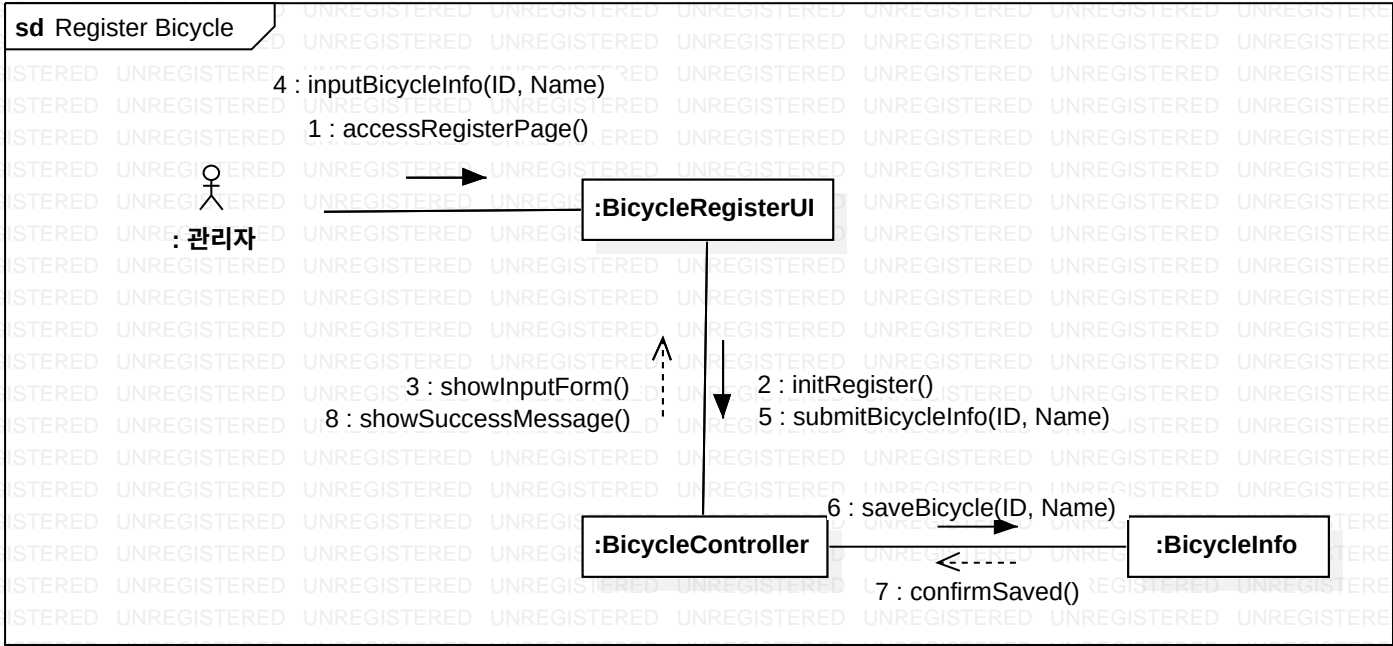 sd Register Bicycle
4 : inputBicycleInfo(ID, Name)
1 : accessRegisterPage()
:BicycleRegisterUI
: 관리자
3 : showInputForm()
8 : showSuccessMessage()
2 : initRegister()
5 : submitBicycleInfo(ID, Name)
6 : saveBicycle(ID, Name)
:BicycleController
:BicycleInfo
7 : confirmSaved()
UNREGISTERED